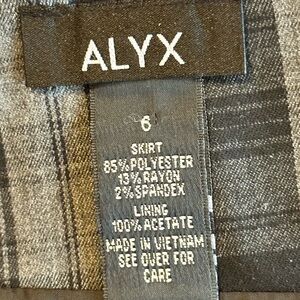 ALYX
6
SKIRT
85% POLYESTER
13% RAYON
2% SPANDEX
LINING
100% ACETATE
MADE IN VIETNAM
SEE OVER FOR
CARE